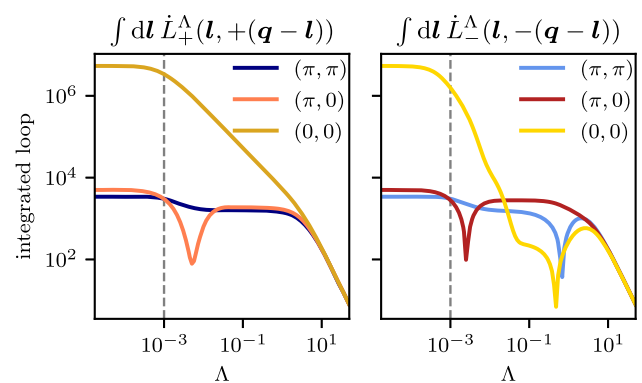 ∫ dl L̇₊^Λ(l, +(q − l))
∫ dl L̇₋^Λ(l, −(q − l))
integrated loop
10⁶
10⁴
10²
(π, π)
(π, 0)
(0, 0)
(π, π)
(π, 0)
(0, 0)
10⁻³
10⁻¹
10¹
10⁻³
10⁻¹
10¹
Λ
Λ